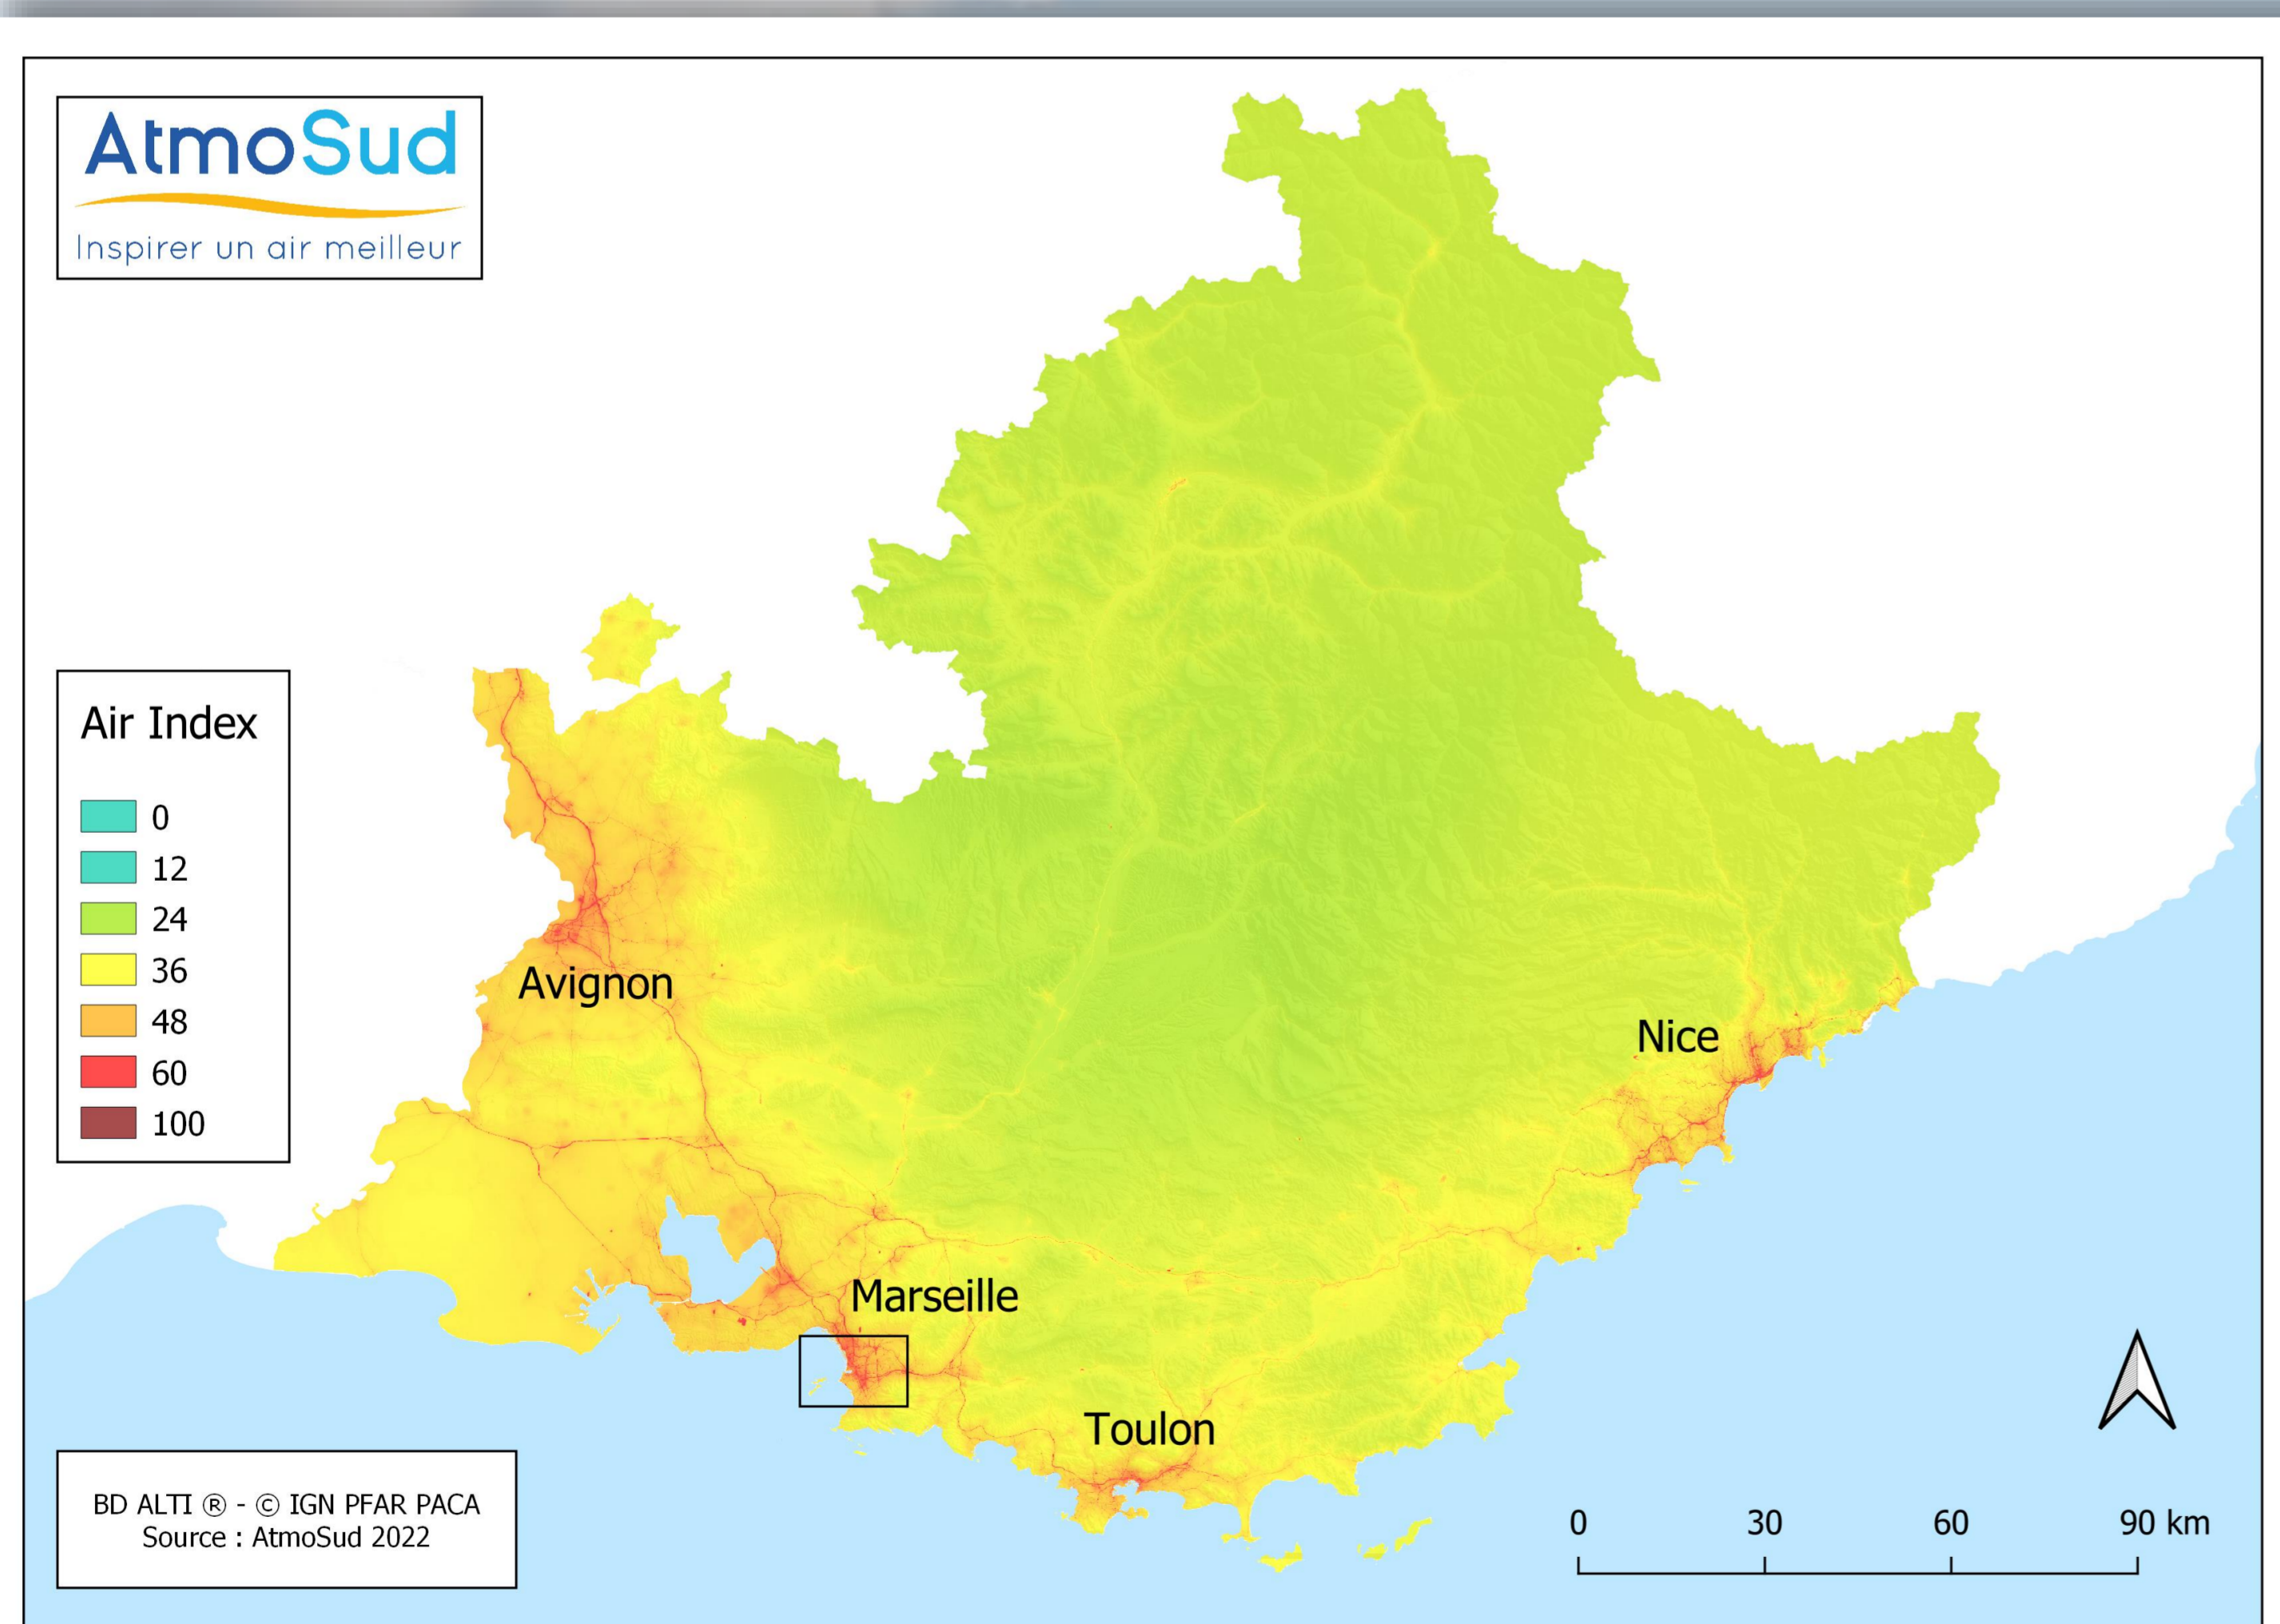 AtmoSud
Inspirer un air meilleur
Air Index
0
12
24
36
48
60
100
Avignon
Nice
Marseille
Toulon
BD ALTI ® - © IGN PFAR PACA
Source : AtmoSud 2022
0 30 60 90 km